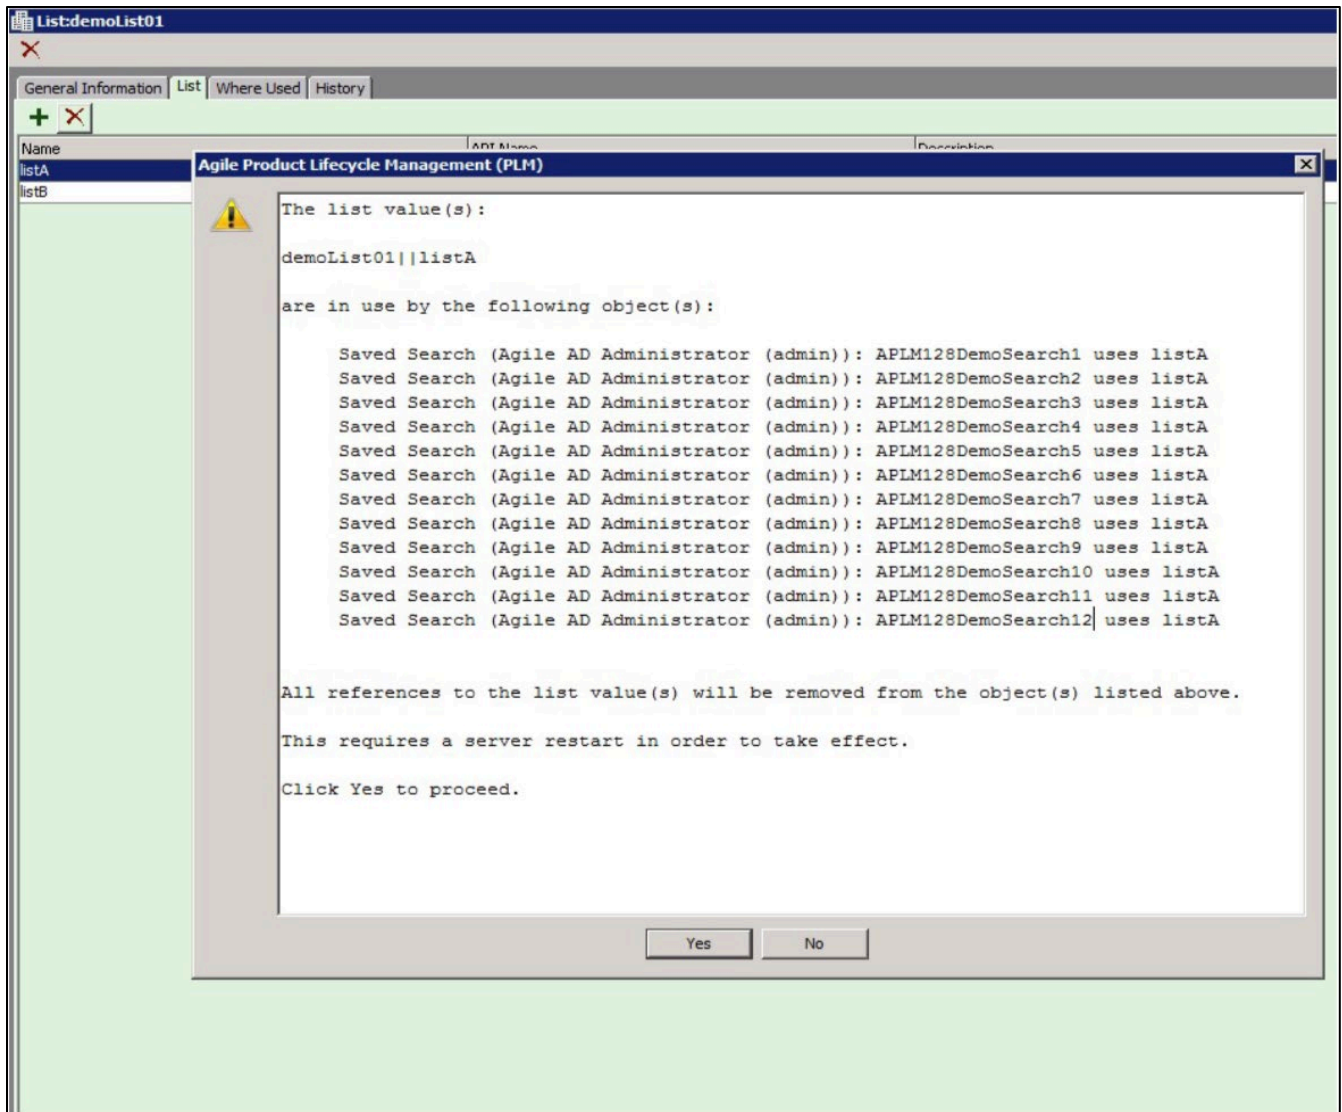 List:demoList01
General Information List Where Used History
Name API Name Description
listA
listB
Agile Product Lifecycle Management (PLM)
The list value(s):
demoList01||listA
are in use by the following object(s):
Saved Search (Agile AD Administrator (admin)): APLM128DemoSearch1 uses listA
Saved Search (Agile AD Administrator (admin)): APLM128DemoSearch2 uses listA
Saved Search (Agile AD Administrator (admin)): APLM128DemoSearch3 uses listA
Saved Search (Agile AD Administrator (admin)): APLM128DemoSearch4 uses listA
Saved Search (Agile AD Administrator (admin)): APLM128DemoSearch5 uses listA
Saved Search (Agile AD Administrator (admin)): APLM128DemoSearch6 uses listA
Saved Search (Agile AD Administrator (admin)): APLM128DemoSearch7 uses listA
Saved Search (Agile AD Administrator (admin)): APLM128DemoSearch8 uses listA
Saved Search (Agile AD Administrator (admin)): APLM128DemoSearch9 uses listA
Saved Search (Agile AD Administrator (admin)): APLM128DemoSearch10 uses listA
Saved Search (Agile AD Administrator (admin)): APLM128DemoSearch11 uses listA
Saved Search (Agile AD Administrator (admin)): APLM128DemoSearch12 uses listA
All references to the list value(s) will be removed from the object(s) listed above.
This requires a server restart in order to take effect.
Click Yes to proceed.
Yes No